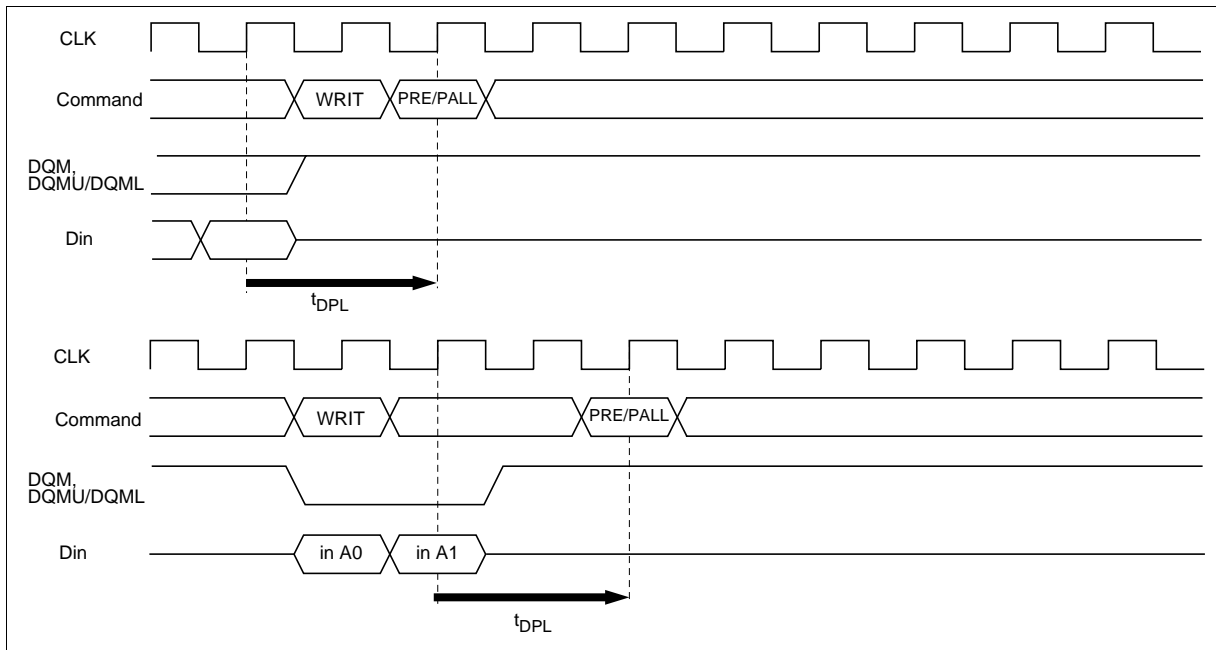 CLK
Command
WRIT
PRE/PALL
DQM,
DQMU/DQML
Din
tDPL
CLK
Command
WRIT
PRE/PALL
DQM,
DQMU/DQML
Din
in A0
in A1
tDPL